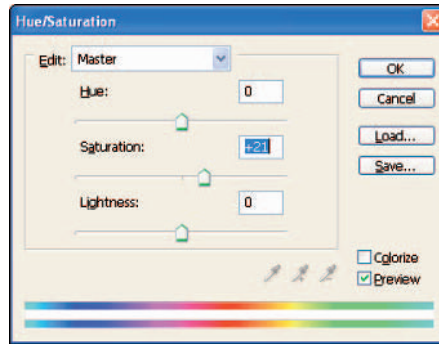 Hue/Saturation
Edit: Master
OK
Hue: 0
Cancel
Load...
Saturation: +21
Save...
Lightness: 0
Colorize
Preview